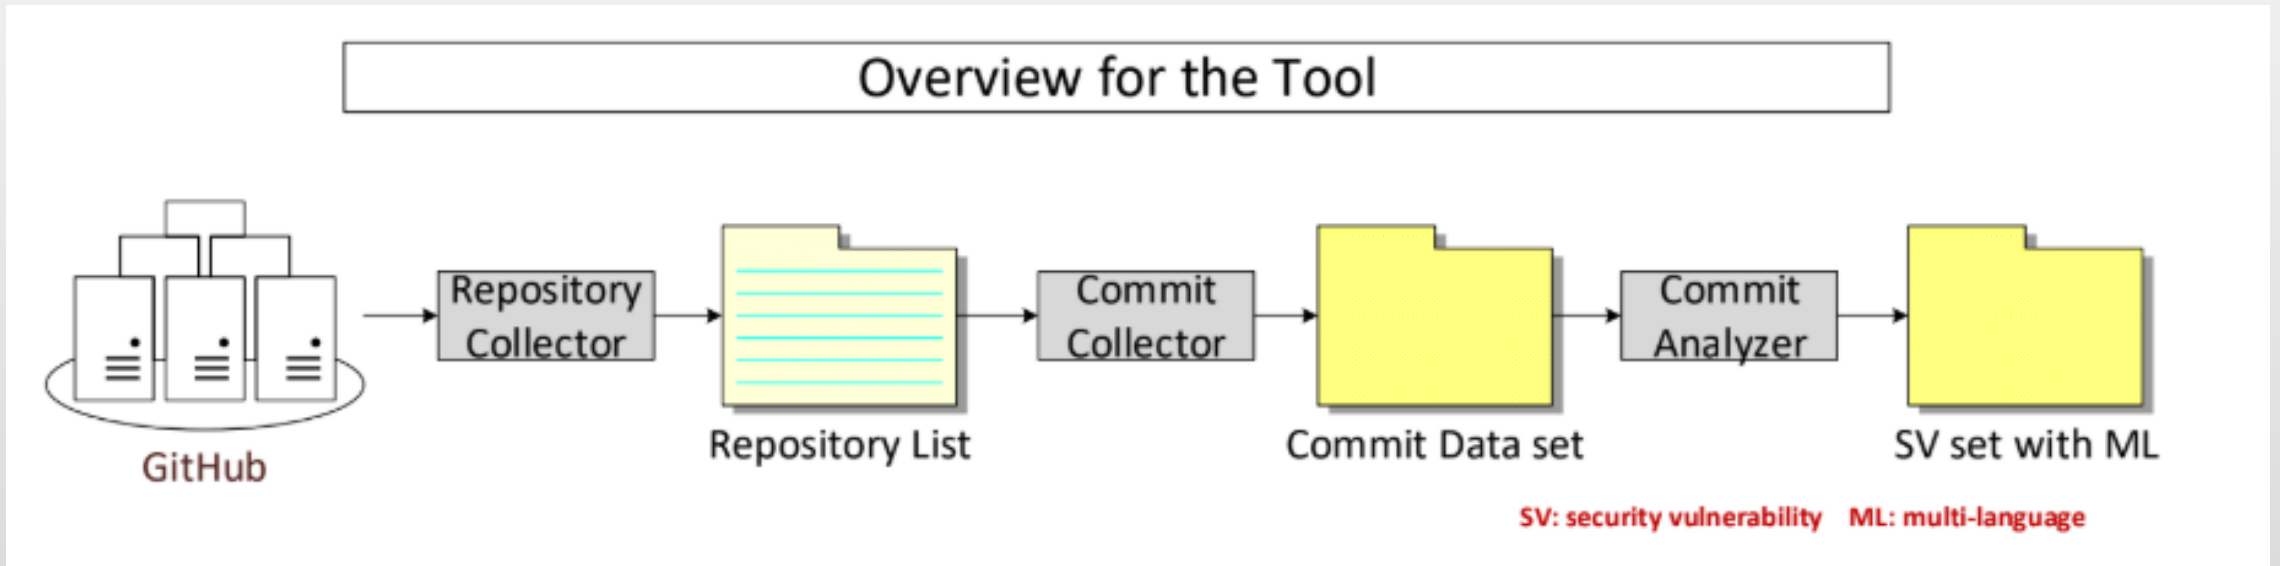 Overview for the Tool
Repository
Collector
Commit
Collector
Commit
Analyzer
GitHub
Repository List
Commit Data set
SV set with ML
SV: security vulnerability ML: multi-language